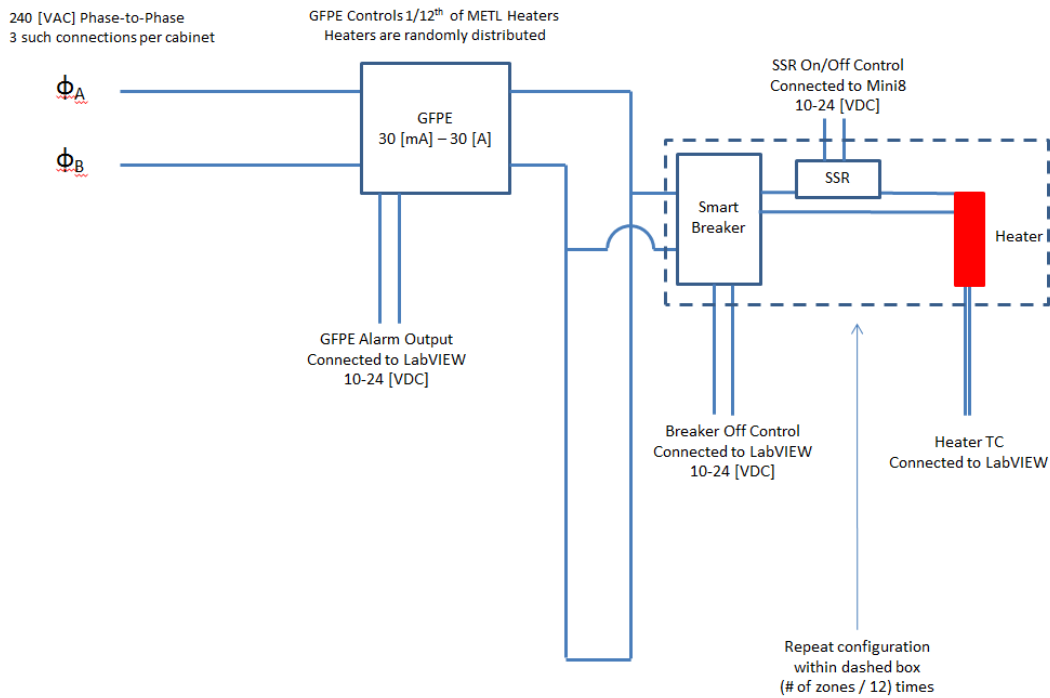 240 [VAC] Phase-to-Phase
3 such connections per cabinet
GFPE Controls 1/12th of METL Heaters
Heaters are randomly distributed
ΦA
ΦB
GFPE
30 [mA] – 30 [A]
SSR On/Off Control
Connected to Mini8
10-24 [VDC]
SSR
Smart
Breaker
Heater
GFPE Alarm Output
Connected to LabVIEW
10-24 [VDC]
Breaker Off Control
Connected to LabVIEW
10-24 [VDC]
Heater TC
Connected to LabVIEW
Repeat configuration
within dashed box
(# of zones / 12) times